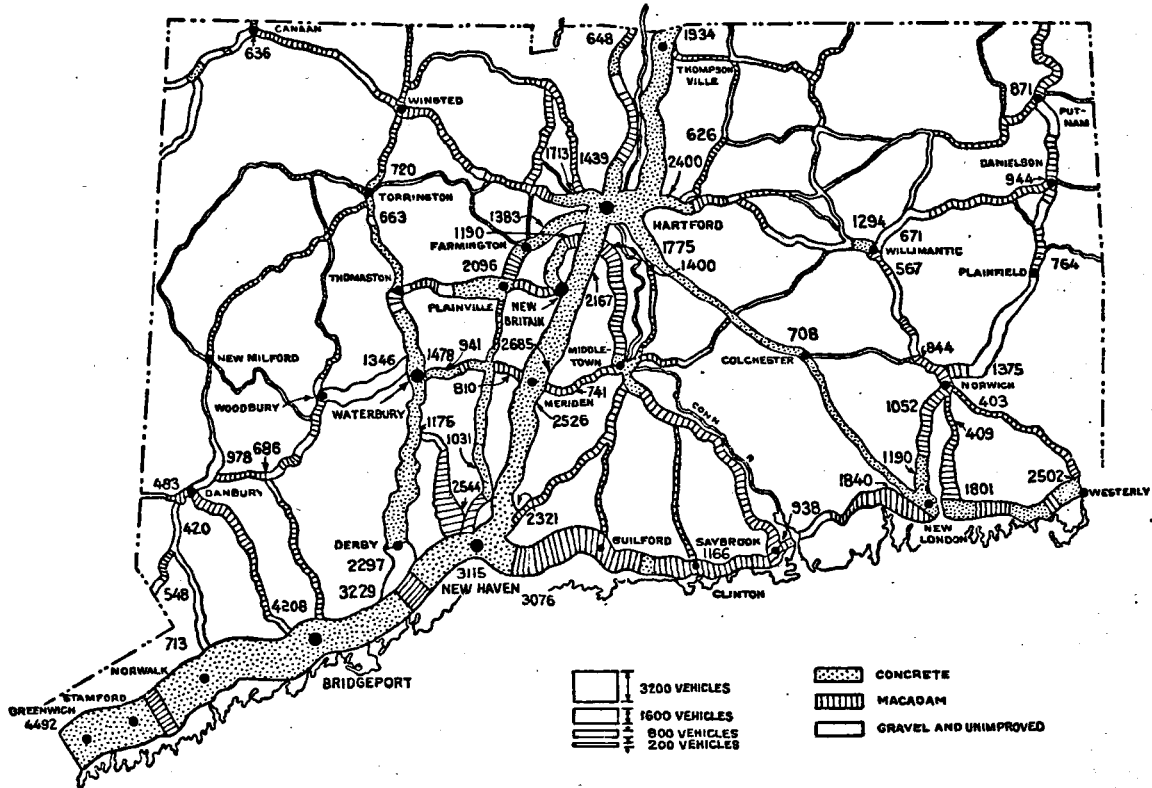 CANAAN
636
648
1934
THOMPSON
VILLE
WINSTED
871
PUT-
NAM
626
1713
1439
2400
DANIELSON
944
720
TORRINGTON
663
1383
1190
FARMINGTON
HARTFORD
1294
671
WILLIMANTIC
567
1775
1400
2096
THOMASTON
PLAINVILLE
NEW
BRITAIN
2167
PLAINFIELD
764
NEW MILFORD
1346
1478
941
2685
MIDDLE-
TOWN
708
COLCHESTER
844
1375
NORWICH
403
WOODBURY
WATERBURY
810
MERIDEN
741
2526
1052
409
CONN
R
1175
1031
978
686
1190
483
DANBURY
2544
1840
2502
WESTERLY
1801
420
2321
938
NEW
LONDON
DERBY
2297
GUILFORD
SAYBROOK
1166
3115
NEW HAVEN
3229
3076
CLINTON
548
4208
713
NORWALK
BRIDGEPORT
STAMFORD
GREENWICH
4492
3200 VEHICLES
1600 VEHICLES
800 VEHICLES
200 VEHICLES
CONCRETE
MACADAM
GRAVEL AND UNIMPROVED